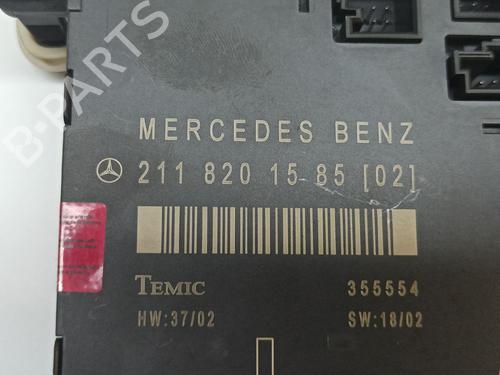 B-PARTS
MERCEDES BENZ
211 820 15 85 [02]
TEMIC 355554
HW:37/02 SW:18/02